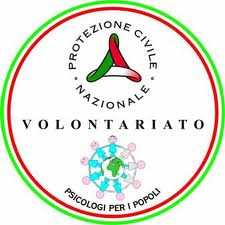 PROTEZIONE CIVILE
NAZIONALE
VOLONTARIATO
PSICOLOGI PER I POPOLI